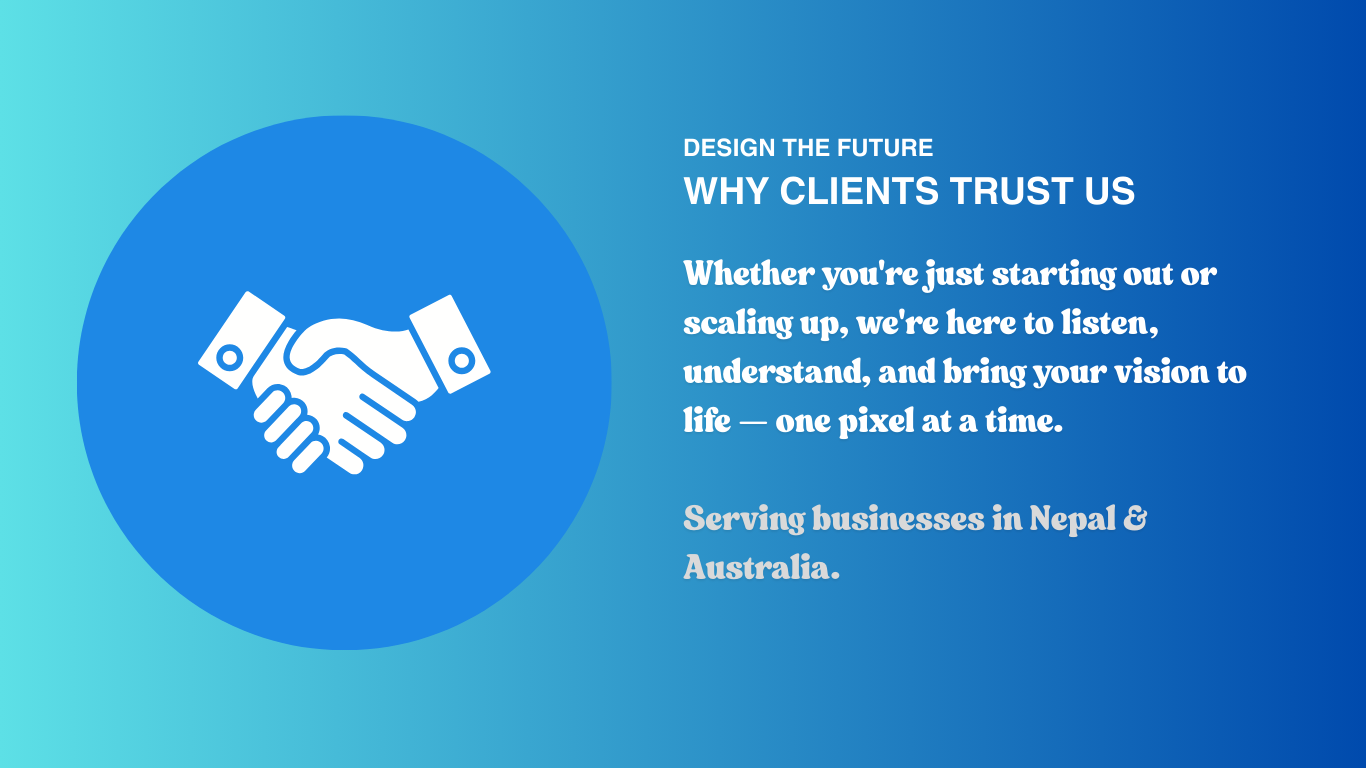 DESIGN THE FUTURE
WHY CLIENTS TRUST US
Whether you're just starting out or
scaling up, we're here to listen,
understand, and bring your vision to
life — one pixel at a time.
Serving businesses in Nepal &
Australia.